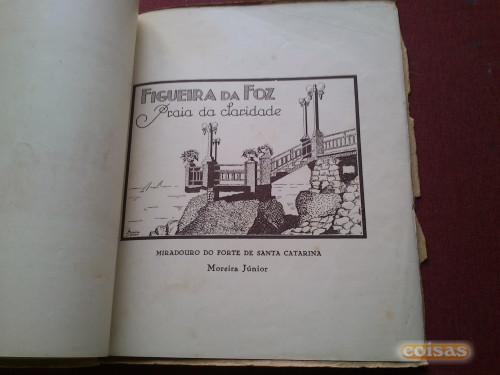 FIGUEIRA DA FOZ
Praia da claridade
MIRADOURO DO FORTE DE SANTA CATARINA
Moreira Júnior
coisas